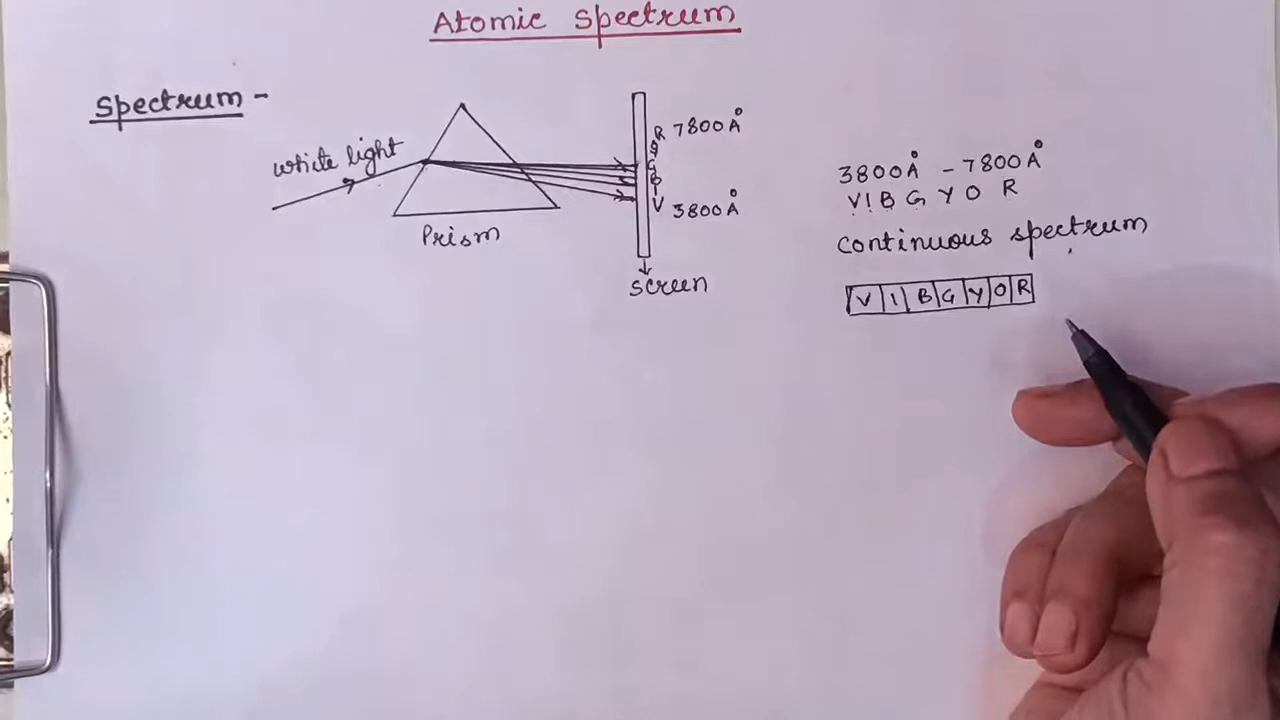 Atomic spectrum
Spectrum -
white light
Prism
R 7800 Å
G
B
I
V 3800 Å
screen
3800 Å - 7800 Å
V I B G Y O R
continuous spectrum
V I B G Y O R